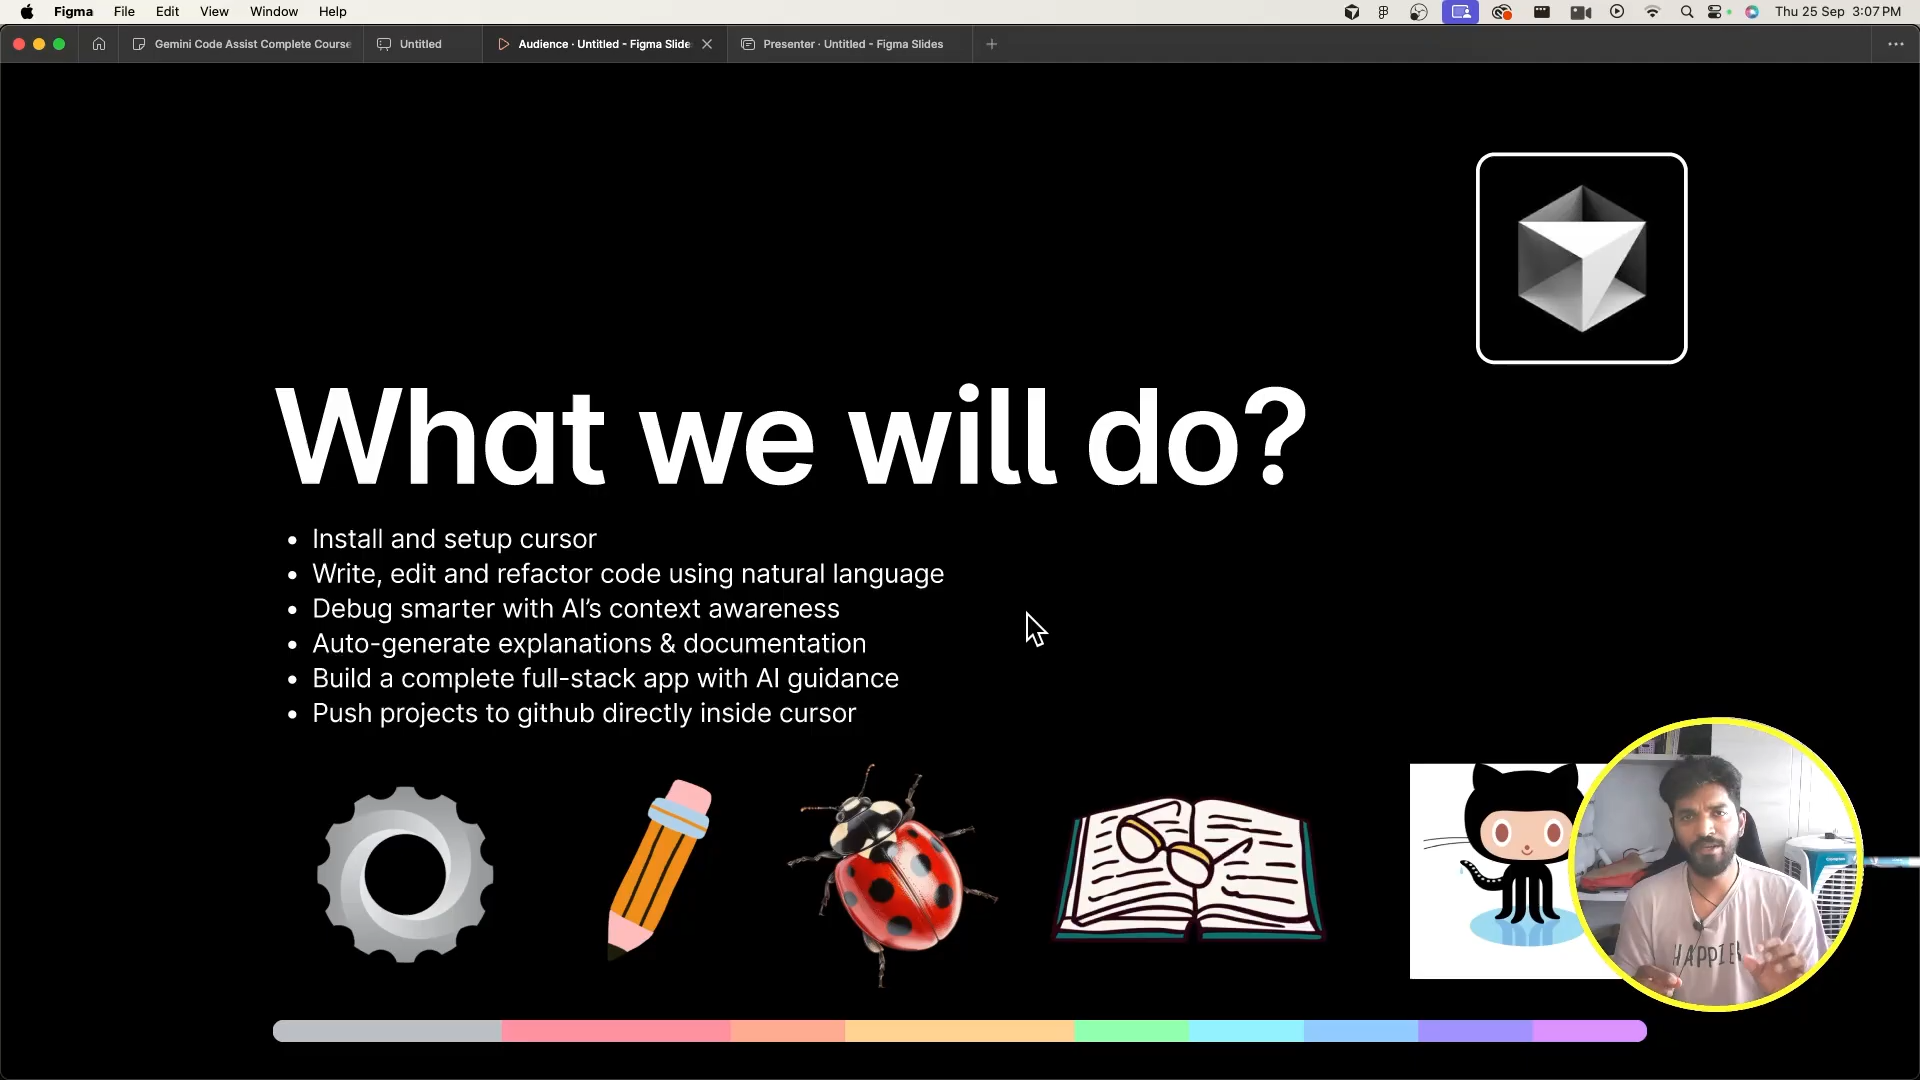 Figma File Edit View Window Help
Thu 25 Sep 3:07 PM
Gemini Code Assist Complete Course
Untitled
Audience · Untitled - Figma Slide
Presenter · Untitled - Figma Slides
What we will do?
• Install and setup cursor
• Write, edit and refactor code using natural language
• Debug smarter with AI’s context awareness
• Auto-generate explanations & documentation
• Build a complete full-stack app with AI guidance
• Push projects to github directly inside cursor
HAPPIE